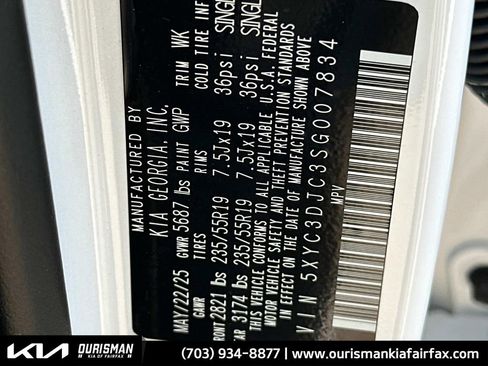 MANUFACTURED BY
KIA GEORGIA, INC.
MAY/22/25 GVWR 5687 lbs PAINT GWP TRIM WK
GAWR TIRES RIMS COLD TIRE INF
2821 lbs 235/55R19 7.5Jx19 36psi SINGLE
3174 lbs 235/55R19 7.5Jx19 36psi SINGLE
THIS VEHICLE CONFORMS TO ALL APPLICABLE U.S.A. FEDERAL
MOTOR VEHICLE SAFETY AND THEFT PREVENTION STANDARDS
IN EFFECT ON THE DATE OF MANUFACTURE SHOWN ABOVE
V I N 5XYC3DJC3SG007834
MPV
KIA OURISMAN
KIA OF FAIRFAX
(703) 934-8877 | www.ourismankiafairfax.com